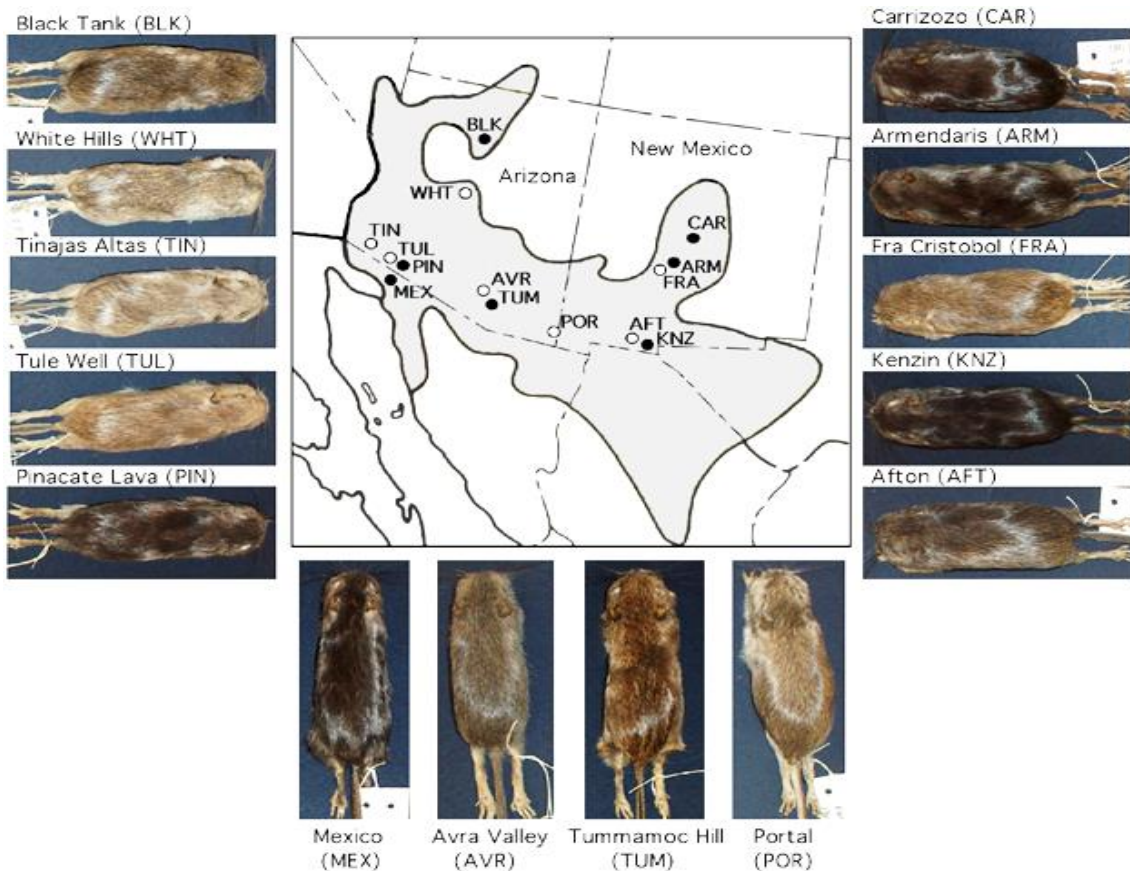 Black Tank (BLK)
White Hills (WHT)
Tinajas Altas (TIN)
Tule Well (TUL)
Pinacate Lava (PIN)
BLK
New Mexico
Arizona
WHT
CAR
TIN
TUL
PIN
MEX
ARM
FRA
AVR
TUM
POR
AFT
KNZ
Carrizozo (CAR)
Armendaris (ARM)
Fra Cristobol (FRA)
Kenzin (KNZ)
Afton (AFT)
Mexico
(MEX)
Avra Valley
(AVR)
Tummamoc Hill
(TUM)
Portal
(POR)